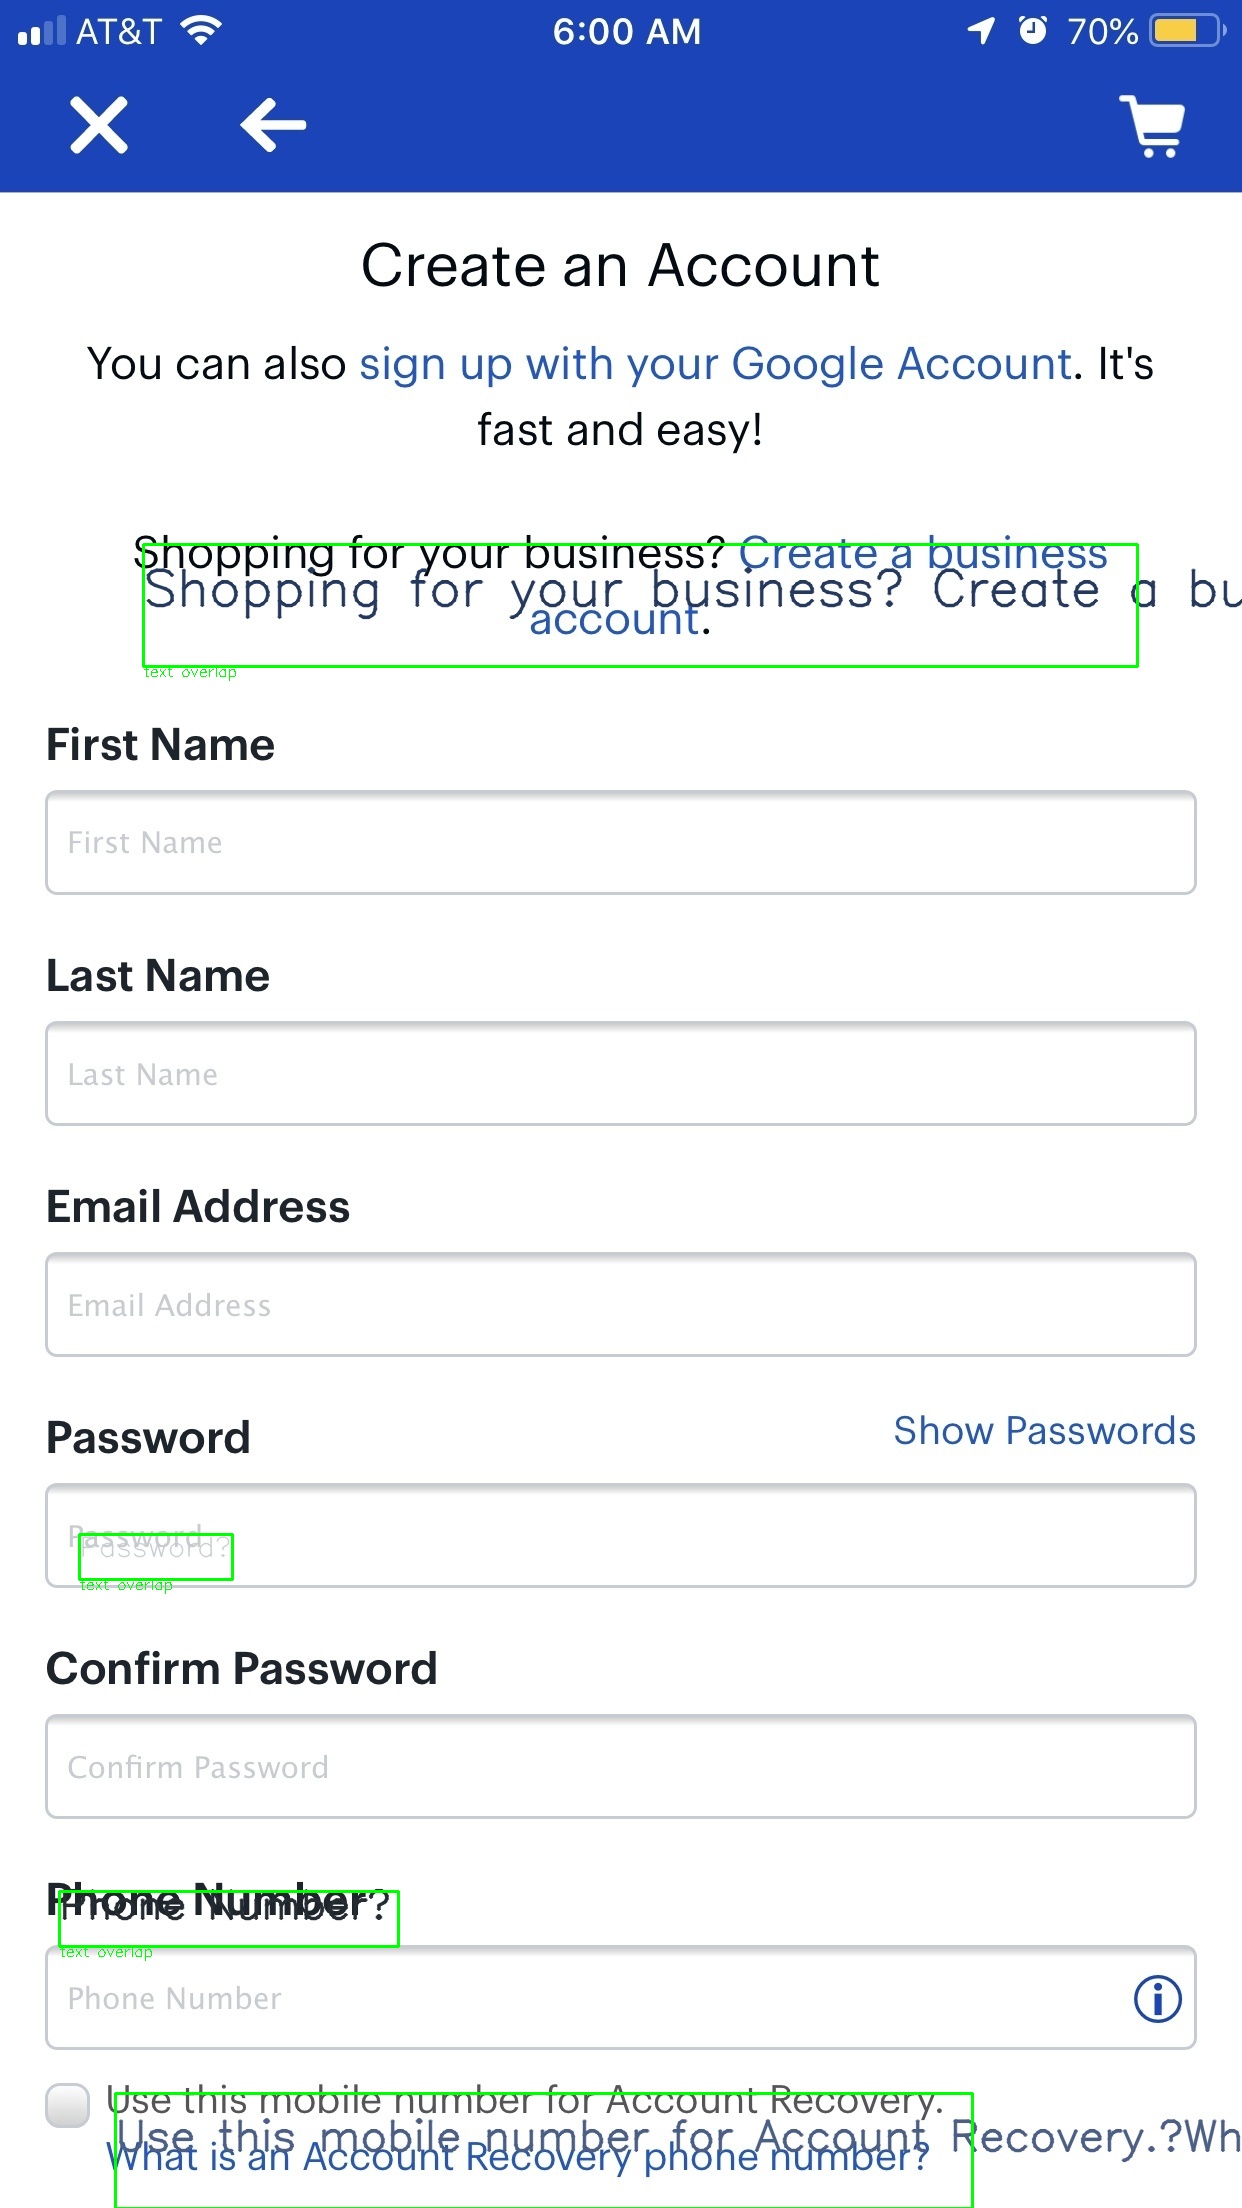 AT&T 6:00 AM 70%
Create an Account
You can also sign up with your Google Account. It's
fast and easy!
Shopping for your business? Create a business
Shopping for your business? Create a bu
account.
text overlap
First Name
First Name
Last Name
Last Name
Email Address
Email Address
Password Show Passwords
Password
Password?
text overlap
Confirm Password
Confirm Password
Phone Number
Phone Number?
text overlap
Phone Number
Use this mobile number for Account Recovery.
Use this mobile number for Account Recovery.?Wh
What is an Account Recovery phone number?